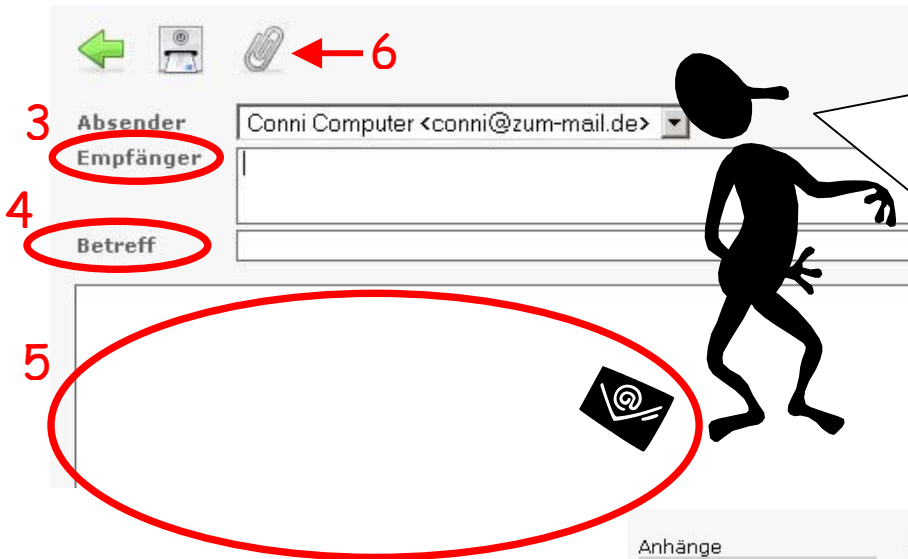 6
3
Absender Conni Computer <conni@zum-mail.de>
Empfänger
4
Betreff
5
@
Anhänge